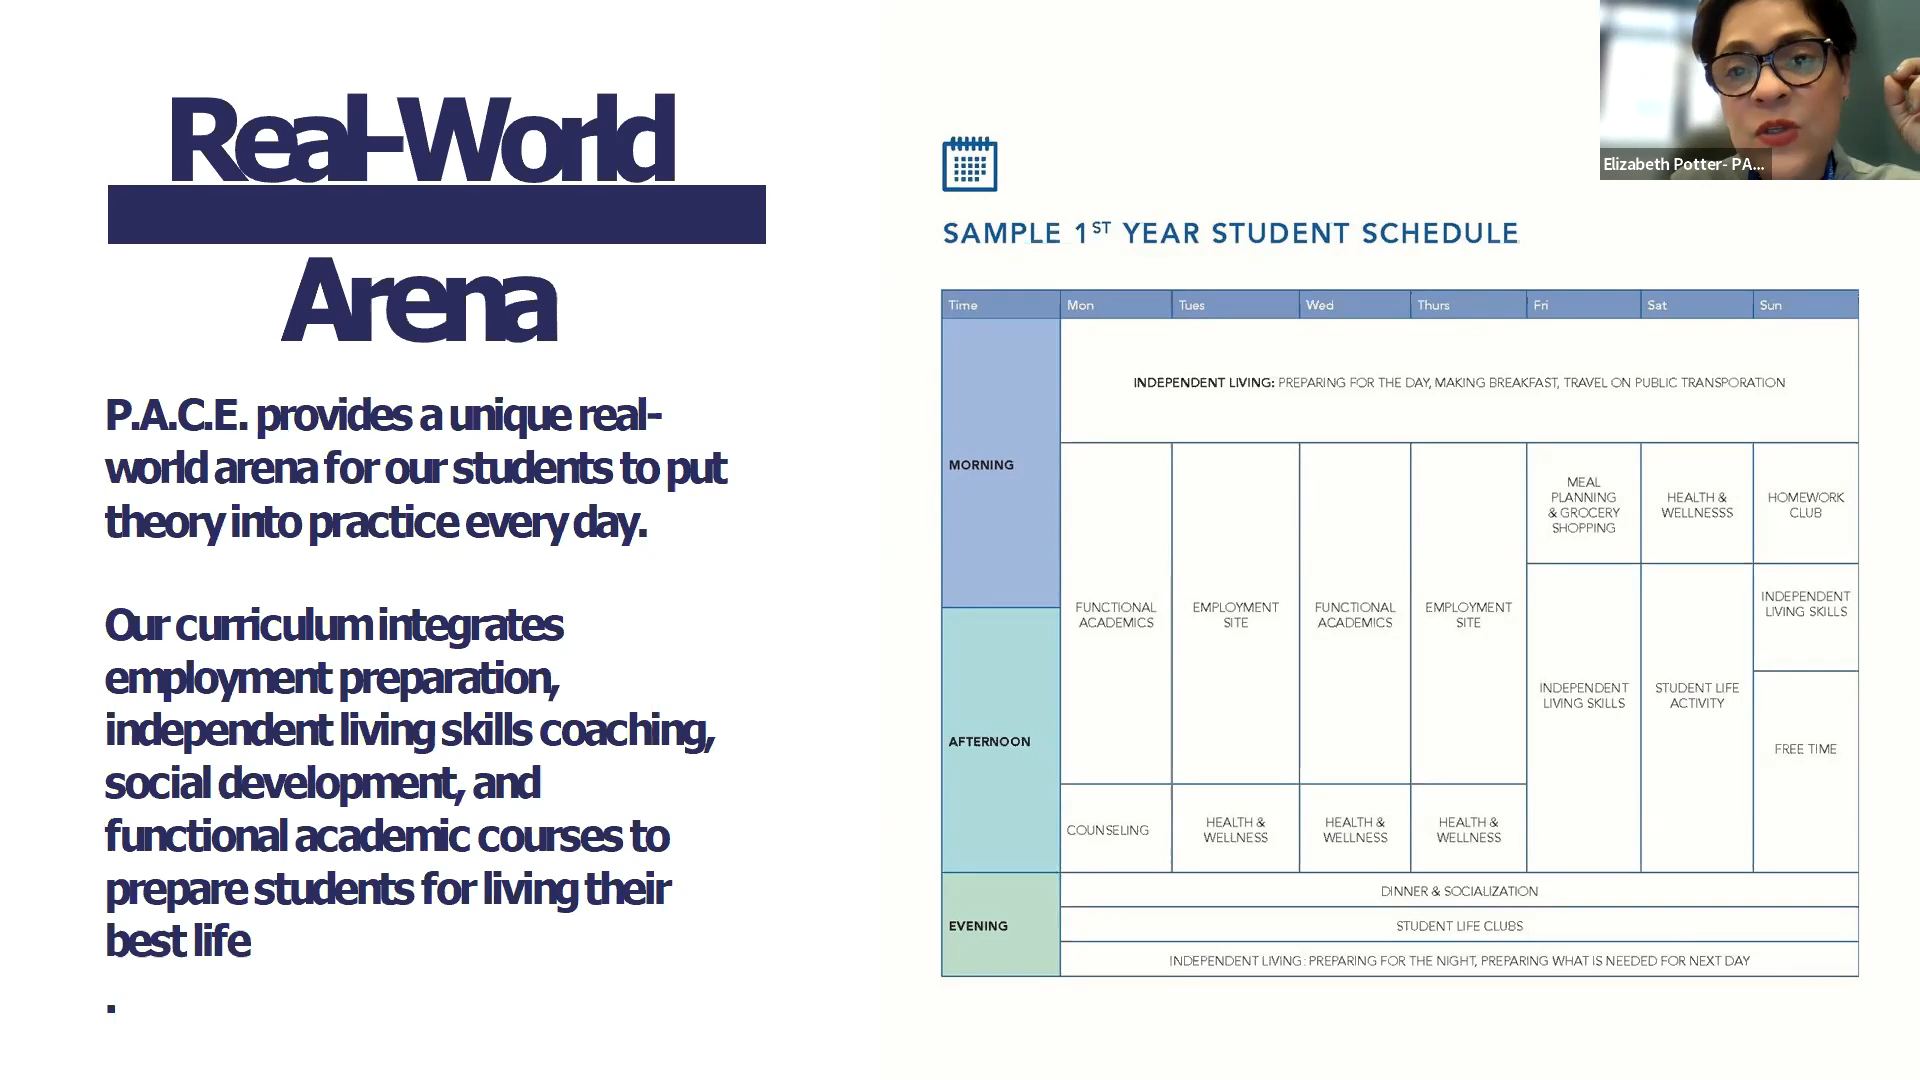 Real-World
Arena
P.A.C.E. provides a unique real-
world arena for our students to put
theory into practice every day.
Our curriculum integrates
employment preparation,
independent living skills coaching,
social development, and
functional academic courses to
prepare students for living their
best life
.
Elizabeth Potter- PA...
SAMPLE 1ST YEAR STUDENT SCHEDULE
Time Mon Tues Wed Thurs Fri Sat Sun
MORNING
INDEPENDENT LIVING: PREPARING FOR THE DAY, MAKING BREAKFAST, TRAVEL ON PUBLIC TRANSPORATION
FUNCTIONAL
ACADEMICS
EMPLOYMENT
SITE
FUNCTIONAL
ACADEMICS
EMPLOYMENT
SITE
MEAL
PLANNING
& GROCERY
SHOPPING
HEALTH &
WELLNESSS
HOMEWORK
CLUB
INDEPENDENT
LIVING SKILLS
STUDENT LIFE
ACTIVITY
INDEPENDENT
LIVING SKILLS
FREE TIME
AFTERNOON
COUNSELING
HEALTH &
WELLNESS
HEALTH &
WELLNESS
HEALTH &
WELLNESS
EVENING
DINNER & SOCIALIZATION
STUDENT LIFE CLUBS
INDEPENDENT LIVING: PREPARING FOR THE NIGHT, PREPARING WHAT IS NEEDED FOR NEXT DAY